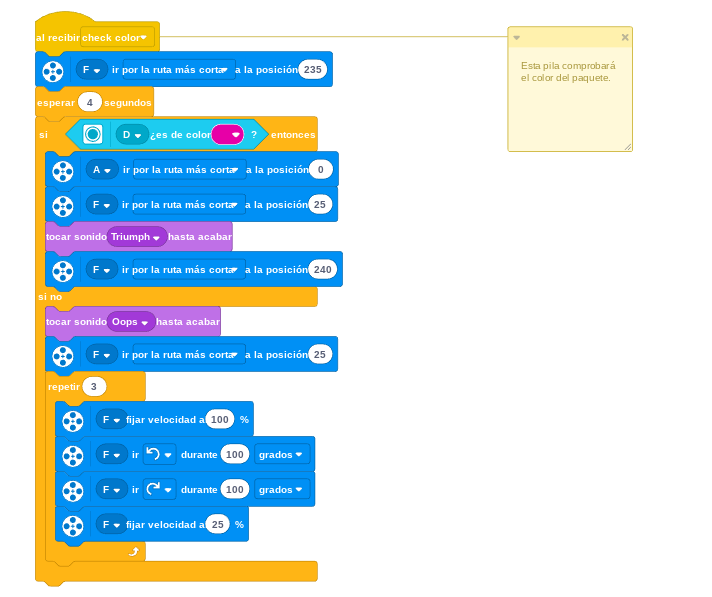 al recibir check color
Esta pila comprobará
el color del paquete.
F ir por la ruta más corta a la posición 235
esperar 4 segundos
si D ¿es de color ? entonces
A ir por la ruta más corta a la posición 0
F ir por la ruta más corta a la posición 25
tocar sonido Triumph hasta acabar
F ir por la ruta más corta a la posición 240
si no
tocar sonido Oops hasta acabar
F ir por la ruta más corta a la posición 25
repetir 3
F fijar velocidad a 100 %
F ir durante 100 grados
F ir durante 100 grados
F fijar velocidad a 25 %